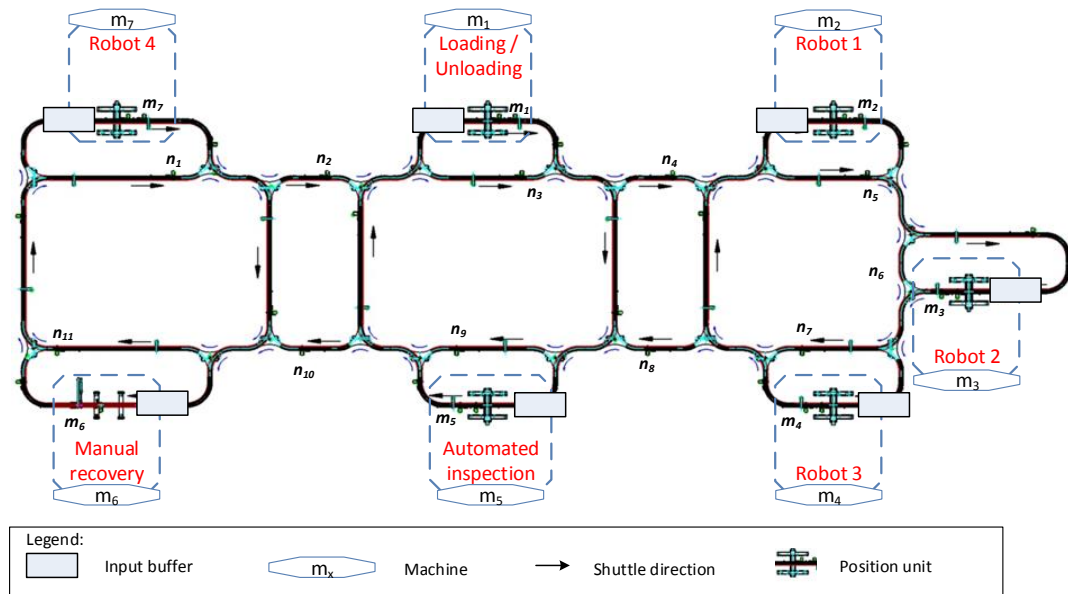 m7
m1
m2
Robot 4
Loading /
Unloading
Robot 1
m7
m1
m2
n1
n2
n3
n4
n5
n6
m3
n11
n10
n9
n8
n7
Robot 2
m3
m6
m5
m4
Manual
recovery
Automated
inspection
Robot 3
m6
m5
m4
Legend:
Input buffer
mx
Machine
Shuttle direction
Position unit